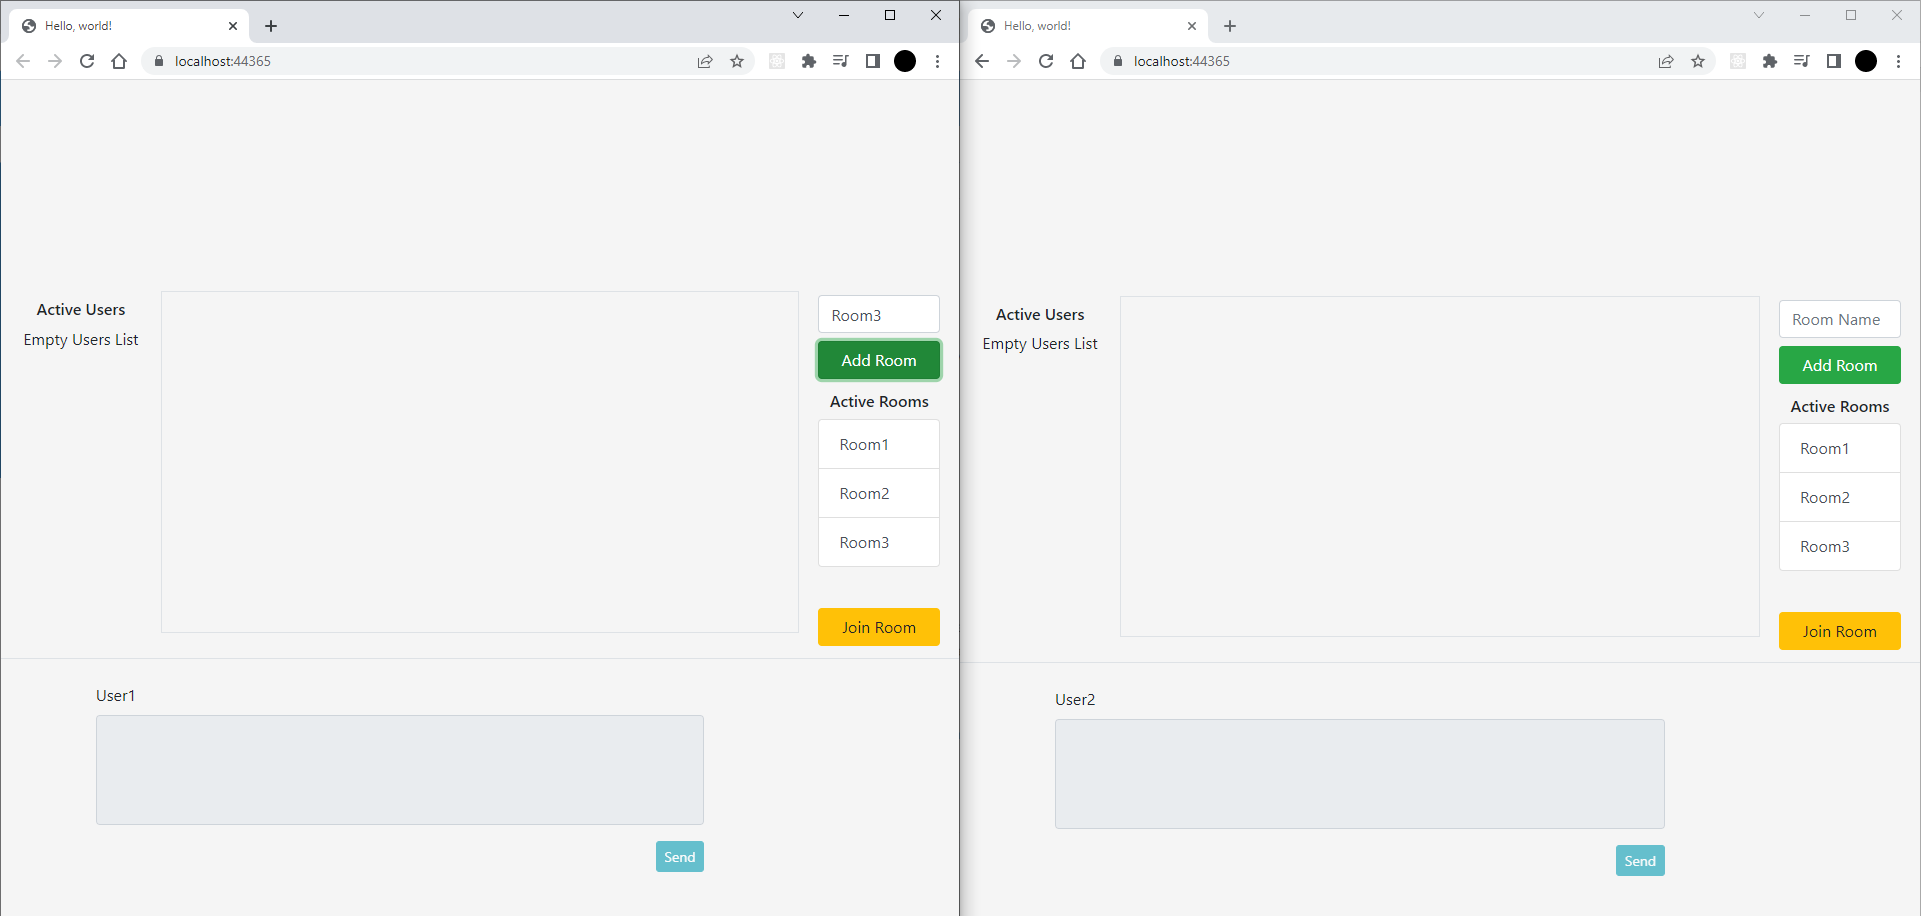 Hello, world!
localhost:44365
Active Users
Empty Users List
Room3
Add Room
Active Rooms
Room1
Room2
Room3
Join Room
User1
Send
Hello, world!
localhost:44365
Active Users
Empty Users List
Room Name
Add Room
Active Rooms
Room1
Room2
Room3
Join Room
User2
Send